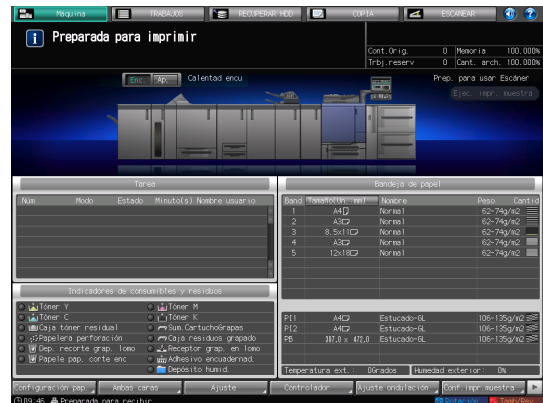 Máquina TRABAJOS RECUPERAR HDD COPIA ESCANEAR
Preparada para imprimir
Cont.Orig. 0 Memoria 100.000%
Trbj.reserv 0 Cant. arch. 100.000%
Enc. Ap. Calentad encu
Prep. para usar Escáner
Ejec. impr. muestra
Tarea
Núm Modo Estado Minuto(s) Nombre usuario
Bandeja de papel
Band Tamaño(Un. mm) Nombre Peso Cantid
1 A4 Normal 62-74g/m2
2 A3 Normal 62-74g/m2
3 8.5x11 Normal 62-74g/m2
4 A3 Normal 62-74g/m2
5 12x18 Normal 62-74g/m2
PI1 A4 Estucado-GL 106-135g/m2
PI2 A4 Estucado-GL 106-135g/m2
PB 307,0 x 472,0 Estucado-GL 106-135g/m2
Temperatura ext.: 0Grados Humedad exterior: 0%
Indicadores de consumibles y residuos
Tóner Y Tóner M
Tóner C Tóner K
Caja tóner residual Sum.CartuchoGrapas
Papelera perforación Caja residuos grapado
Dep. recorte grap. lomo Receptor grap. en lomo
Papele pap. corte enc Adhesivo encuadernad.
Depósito humid.
Configuración pap. Ambas caras Ajuste Controlador Ajuste ondulación Conf.impr.muestra
09:46 Preparada para recibir Rotación Tamb/Rev